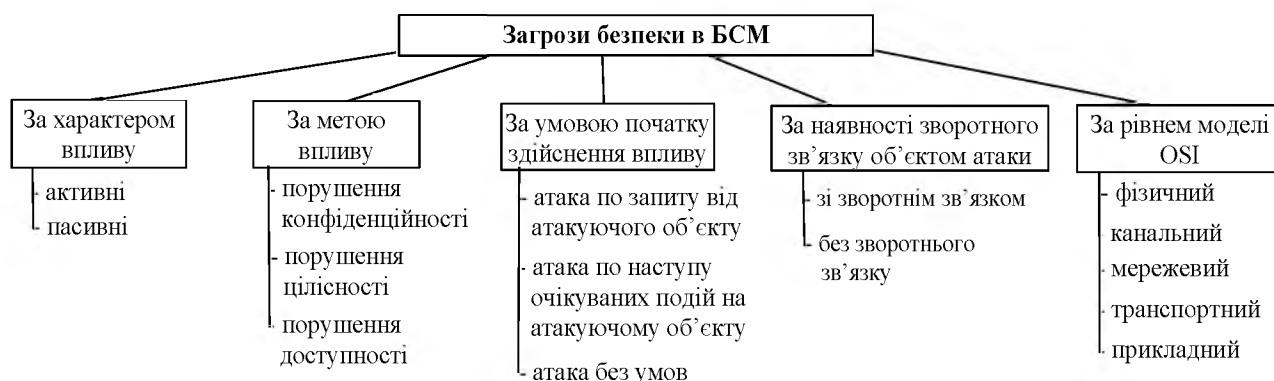 Загрози безпеки в БСМ
За характером
впливу
- активні
- пасивні
За метою
впливу
- порушення
конфіденційності
- порушення
цілісності
- порушення
доступності
За умовою початку
здійснення впливу
- атака по запиту від
атакуючого об’єкту
- атака по наступу
очікуваних подій на
атакуючому об’єкту
- атака без умов
За наявності зворотного
зв’язку об’єктом атаки
- зі зворотнім зв’язком
- без зворотнього
зв’язку
За рівнем моделі
OSI
- фізичний
- канальний
- мережевий
- транспортний
- прикладний